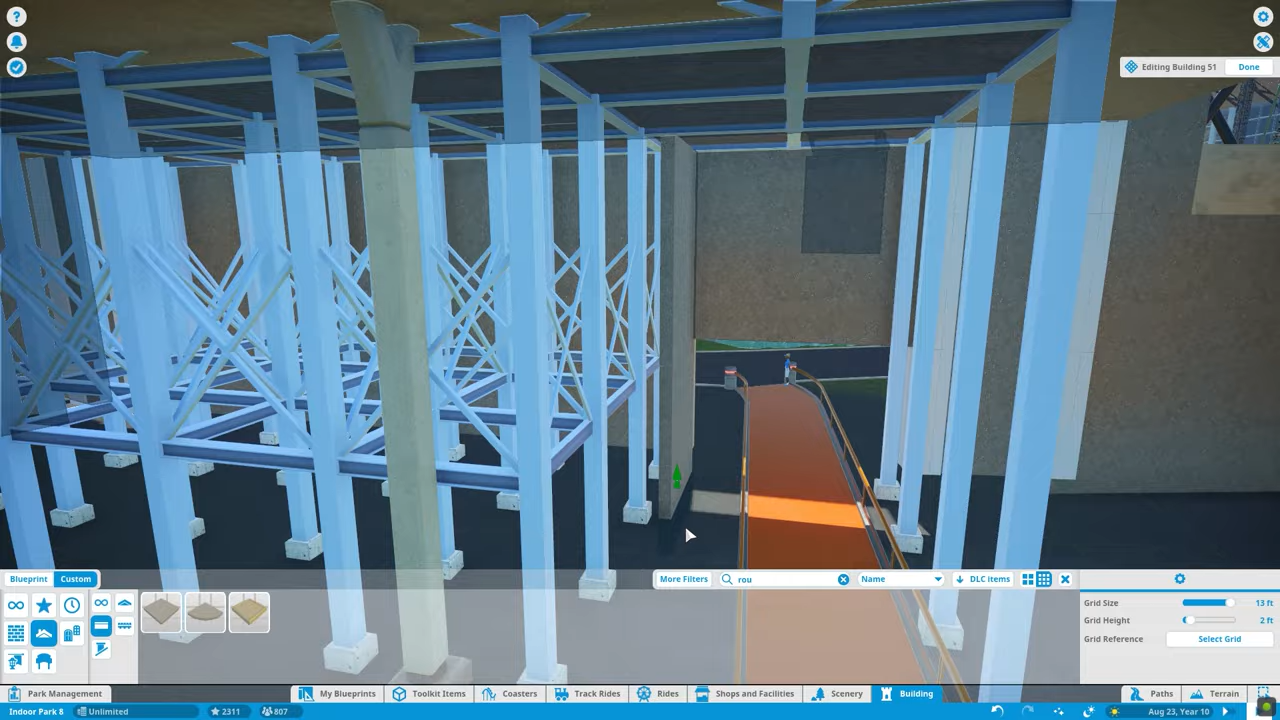 Editing Building 51
Done
Blueprint
Custom
More Filters
rou
Name
DLC items
Grid Size
13 ft
Grid Height
2 ft
Grid Reference
Select Grid
Park Management
My Blueprints
Toolkit Items
Coasters
Track Rides
Rides
Shops and Facilities
Scenery
Building
Paths
Terrain
Indoor Park 8
Unlimited
2311
807
Aug 23, Year 10